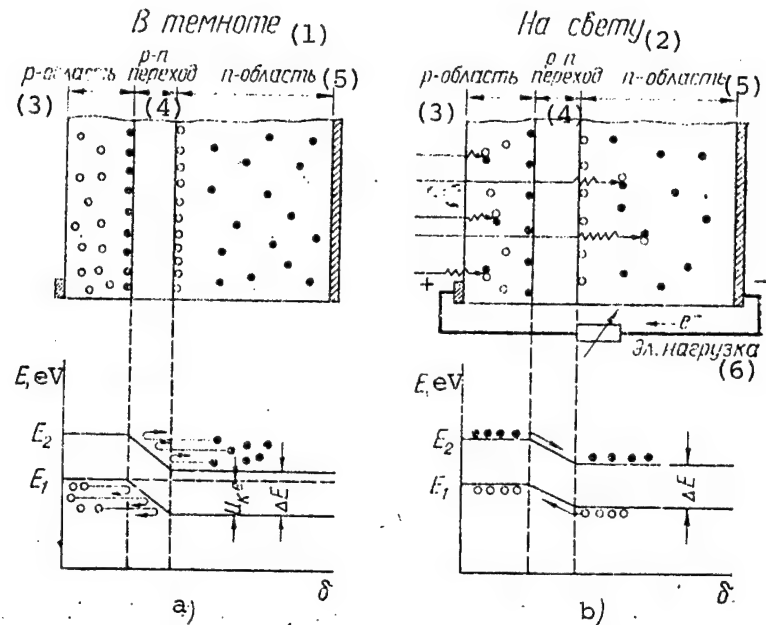 В темноте (1)
На свету (2)
p-область p-n переход n-область (5)
(3) (4)
p-область p n переход n-область (5)
(3) (4)
+ −
e⁻
Эл. нагрузка
(6)
E, eV
E₂
E₁
ΔE
δ
a)
E, eV
E₂
E₁
ΔE
δ
b)